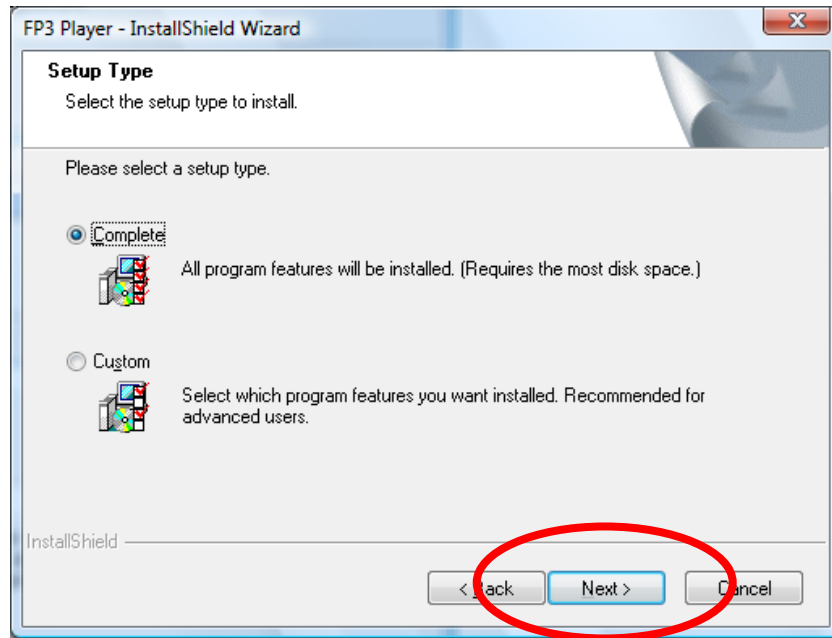 FP3 Player - InstallShield Wizard
Setup Type
Select the setup type to install.
Please select a setup type.
Complete
All program features will be installed. (Requires the most disk space.)
Custom
Select which program features you want installed. Recommended for
advanced users.
InstallShield
< Back Next > Cancel